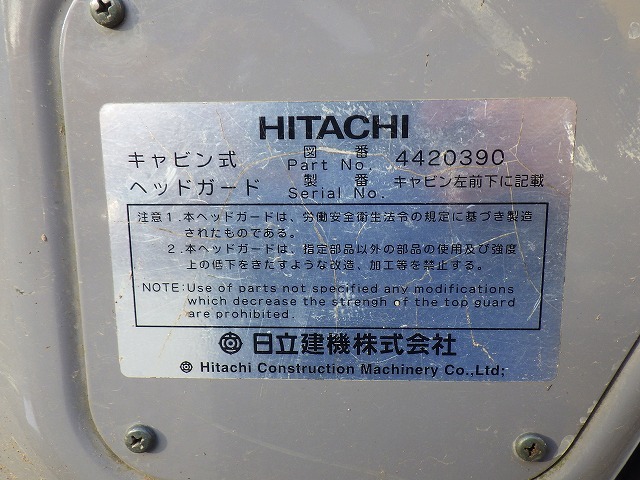 HITACHI
キャビン式 図番 4420390
Part No.
ヘッドガード 製番 キャビン左前下に記載
Serial No.
注意1.本ヘッドガードは、労働安全衛生法令の規定に基づき製造
されたものである。
2.本ヘッドガードは、指定部品以外の部品の使用及び強度
上の低下をきたすような改造、加工等を禁止する。
NOTE:Use of parts not specified any modifications
which decrease the strengh of the top guard
are prohibited.
日立建機株式会社
Hitachi Construction Machinery Co.,Ltd;